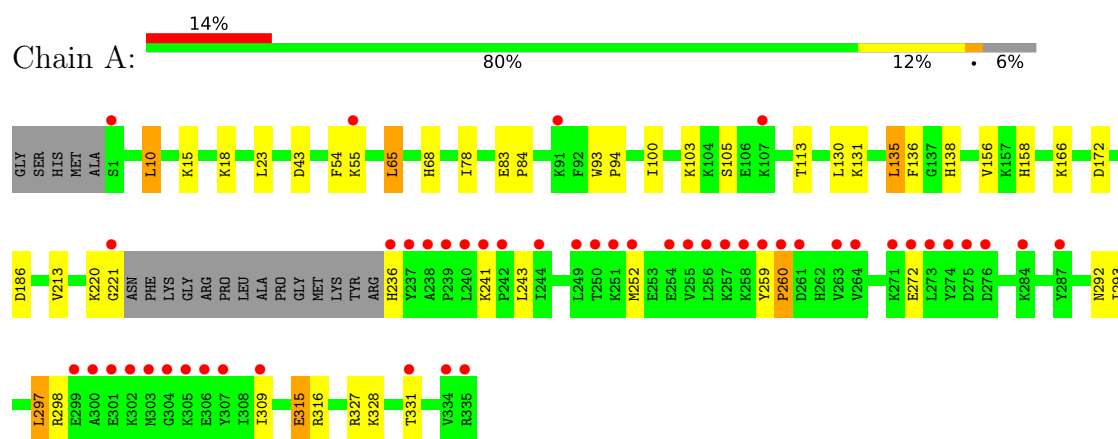 14%
Chain A:
80% 12% • 6%
GLY SER HIS MET ALA S1 L10 K15 K18 L23 D43 F54 K55 L65 H68 I78 E83 P84 K91 F92 W93 P94 I100 K103 K104 S105 E106 K107 T113 L130 K131 L135 F136 G137 H138 V156 K157 H158 K166 D172
D186 V213 K220 G221 ASN PHE LYS GLY ARG PRO LEU ALA PRO GLY MET LYS TYR ARG H236 Y237 A238 P239 L240 K241 P242 L243 I244 L249 T250 K251 M252 E253 E254 V255 L256 K257 K258 Y259 P260 D261 H262 V263 V264 K271 E272 L273 Y274 D275 D276 K284 Y287 N292 I293
L297 R298 E299 A300 E301 K302 M303 G304 K305 E306 Y307 I308 I309 E315 R316 R327 K328 T331 V334 R335